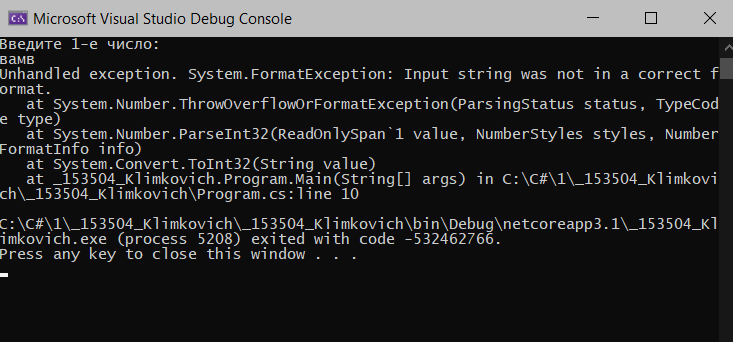 Microsoft Visual Studio Debug Console
Введите 1-е число:
вамв
Unhandled exception. System.FormatException: Input string was not in a correct f
ormat.
   at System.Number.ThrowOverflowOrFormatException(ParsingStatus status, TypeCod
e type)
   at System.Number.ParseInt32(ReadOnlySpan`1 value, NumberStyles styles, Number
FormatInfo info)
   at System.Convert.ToInt32(String value)
   at _153504_Klimkovich.Program.Main(String[] args) in C:\C#\1\_153504_Klimkovi
ch\_153504_Klimkovich\Program.cs:line 10
C:\C#\1\_153504_Klimkovich\_153504_Klimkovich\bin\Debug\netcoreapp3.1\_153504_Kl
imkovich.exe (process 5208) exited with code -532462766.
Press any key to close this window . . .